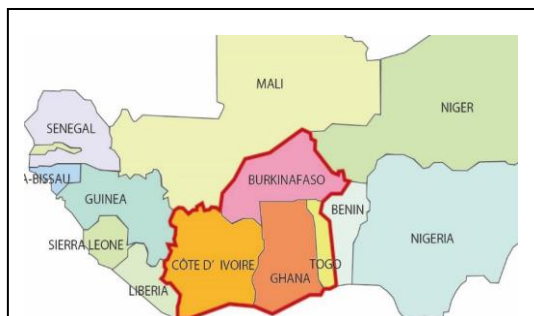 MALI
NIGER
SENEGAL
A-BISSAU
GUINEA
BURKINAFASO
BENIN
NIGERIA
SIERRA LEONE
CÔTE D' IVOIRE
TOGO
GHANA
LIBERIA